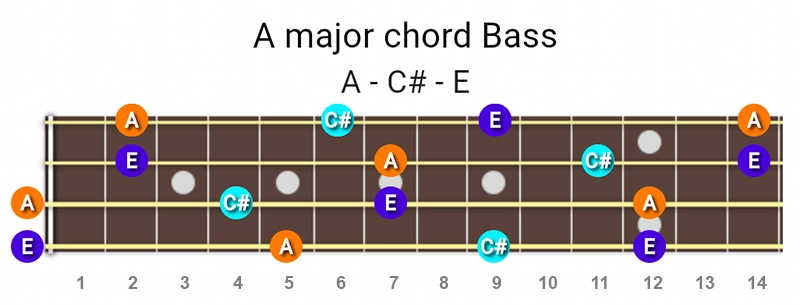 A major chord Bass
A - C# - E
A C# E A
E A C# E
A C# E A
E A C# E
1 2 3 4 5 6 7 8 9 10 11 12 13 14